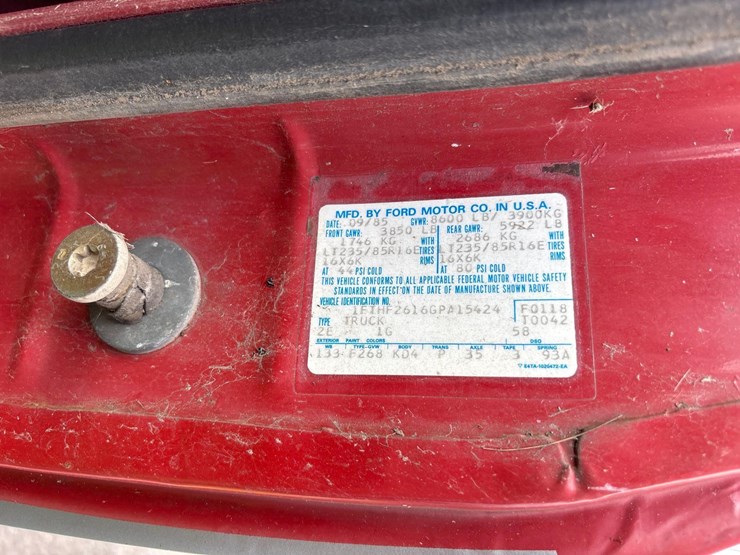 MFD. BY FORD MOTOR CO. IN U.S.A.
DATE: 09/85 GVWR: 8600 LB/ 3900KG
FRONT GAWR: 3850 LB REAR GAWR: 5922 LB
1746 KG WITH 2686 KG WITH
LT235/85R16E TIRES LT235/85R16E TIRES
16X6K RIMS 16X6K RIMS
AT 44 PSI COLD AT 80 PSI COLD
THIS VEHICLE CONFORMS TO ALL APPLICABLE FEDERAL MOTOR VEHICLE SAFETY
STANDARDS IN EFFECT ON THE DATE OF MANUFACTURE SHOWN ABOVE.
VEHICLE IDENTIFICATION NO.
1FTHF2616GPA15424 F0118
TYPE TRUCK T0042
2E 1G 58
EXTERIOR PAINT COLORS DSO
WB TYPE-GVW BODY TRANS AXLE TAPE SPRING
133 F268 KD4 P 35 3 93A
E4TA-1020472-EA